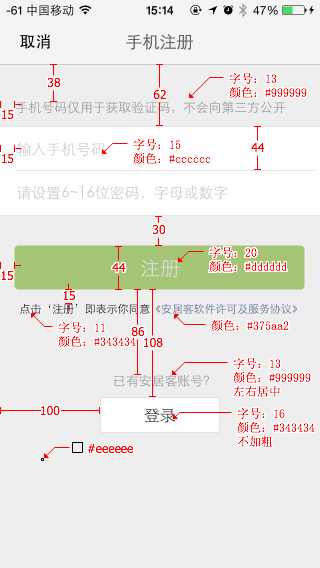 -61 中国移动 15:14 47%
取消 手机注册
38
62
字号：13
颜色：#999999
手机号码仅用于获取验证码，不会向第三方公开
15
输入手机号码
字号：15
颜色：#cccccc
44
15
请设置6~16位密码，字母或数字
30
注册
44
字号：20
颜色：#dddddd
15
15
点击‘注册’即表示你同意《安居客软件许可及服务协议》
字号：11
颜色：#343434
颜色：#375aa2
86
108
字号：13
颜色：#999999
左右居中
已有安居客账号？
100
登录
字号：16
颜色：#343434
不加粗
#eeeeee